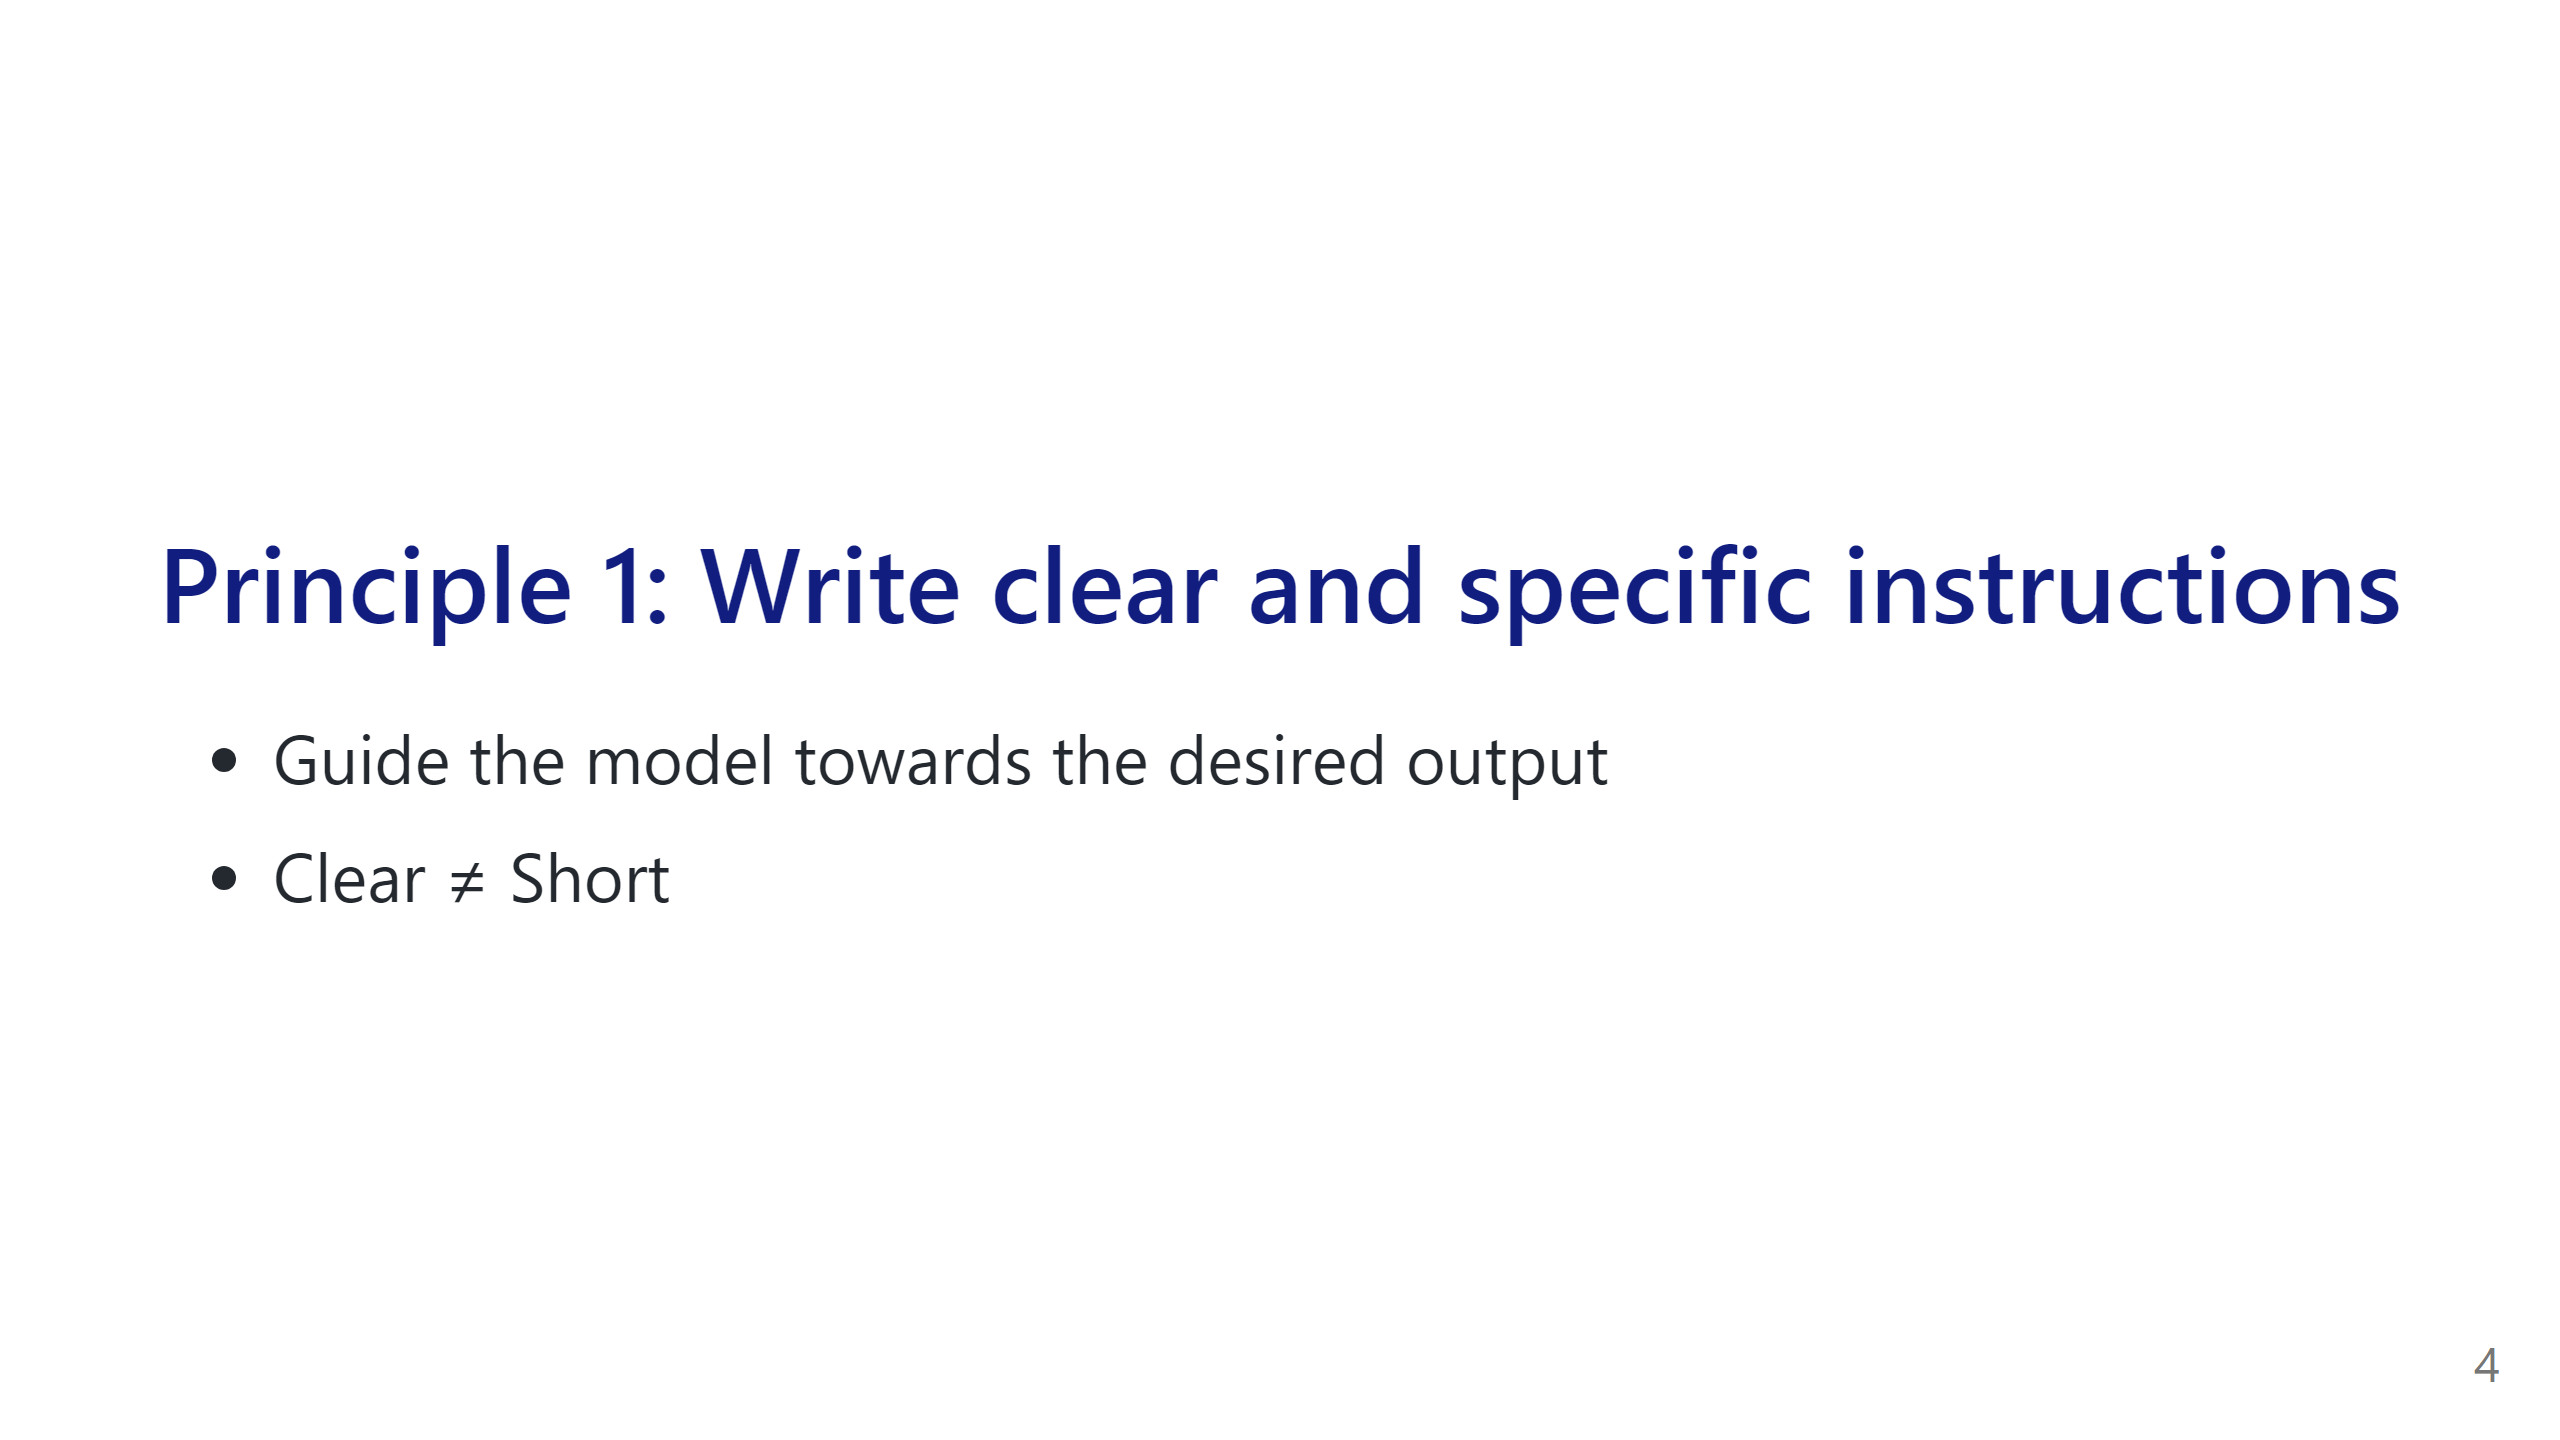 Principle 1: Write clear and specific instructions
• Guide the model towards the desired output
• Clear ≠ Short
4